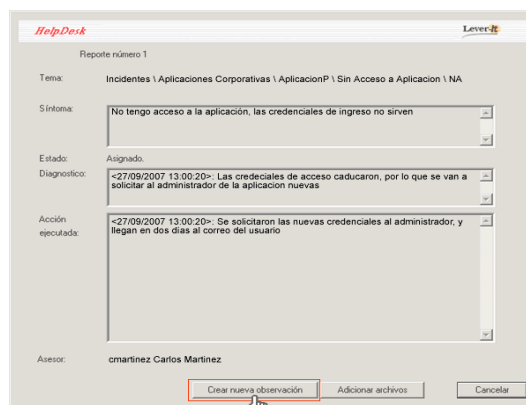 HelpDesk
Lever-it
Reporte número 1
Tema: Incidentes \ Aplicaciones Corporativas \ AplicacionP \ Sin Acceso a Aplicacion \ NA
Síntoma: No tengo acceso a la aplicación, las credenciales de ingreso no sirven
Estado: Asignado.
Diagnostico: <27/09/2007 13:00:20>: Las credeciales de acceso caducaron, por lo que se van a
solicitar al administrador de la aplicacion nuevas
Acción <27/09/2007 13:00:20>: Se solicitaron las nuevas credenciales al administrador, y
ejecutada: llegan en dos días al correo del usuario
Asesor: cmartinez Carlos Martinez
Crear nueva observación Adicionar archivos Cancelar